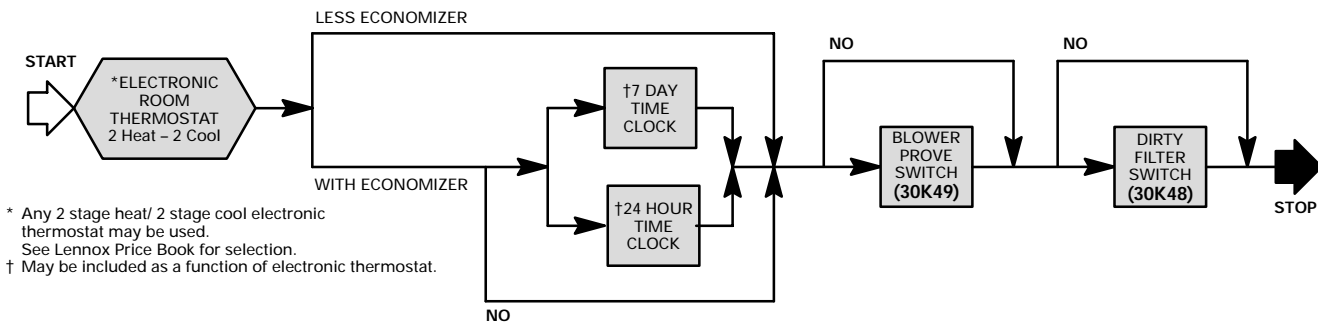 LESS ECONOMIZER
START
*ELECTRONIC
ROOM
THERMOSTAT
2 Heat – 2 Cool
†7 DAY
TIME
CLOCK
WITH ECONOMIZER
†24 HOUR
TIME
CLOCK
NO
NO
BLOWER
PROVE
SWITCH
(30K49)
NO
DIRTY
FILTER
SWITCH
(30K48)
STOP
* Any 2 stage heat/ 2 stage cool electronic
thermostat may be used.
See Lennox Price Book for selection.
† May be included as a function of electronic thermostat.